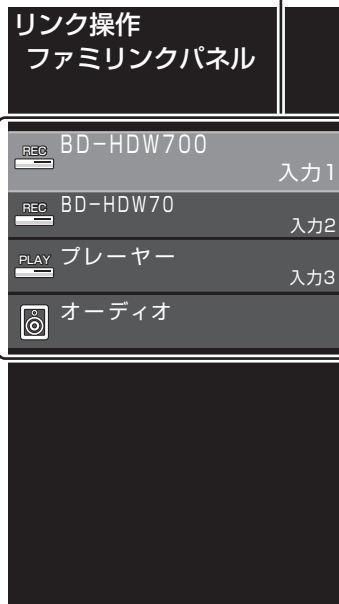 リンク操作
ファミリンクパネル
REC BD-HDW700
入力1
REC BD-HDW70
入力2
PLAY プレーヤー
入力3
オーディオ